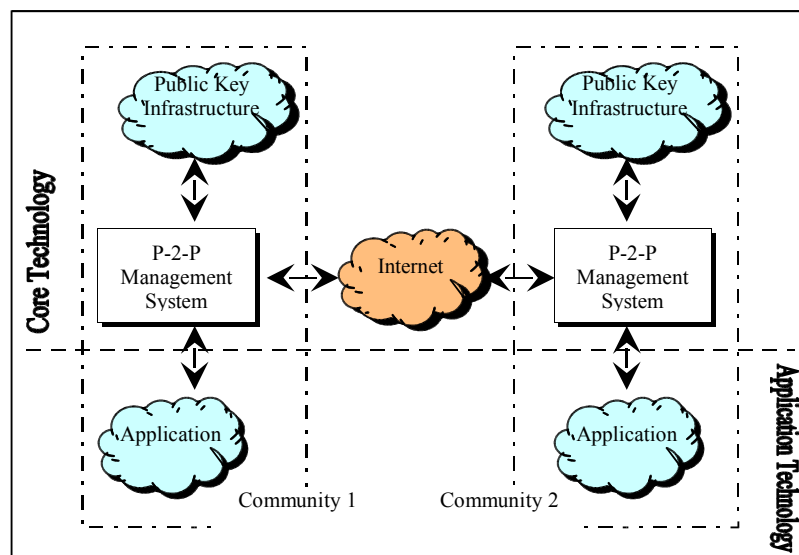 Public Key
Infrastructure
Public Key
Infrastructure
Core Technology
P-2-P
Management
System
Internet
P-2-P
Management
System
Application
Application
Application Technology
Community 1
Community 2